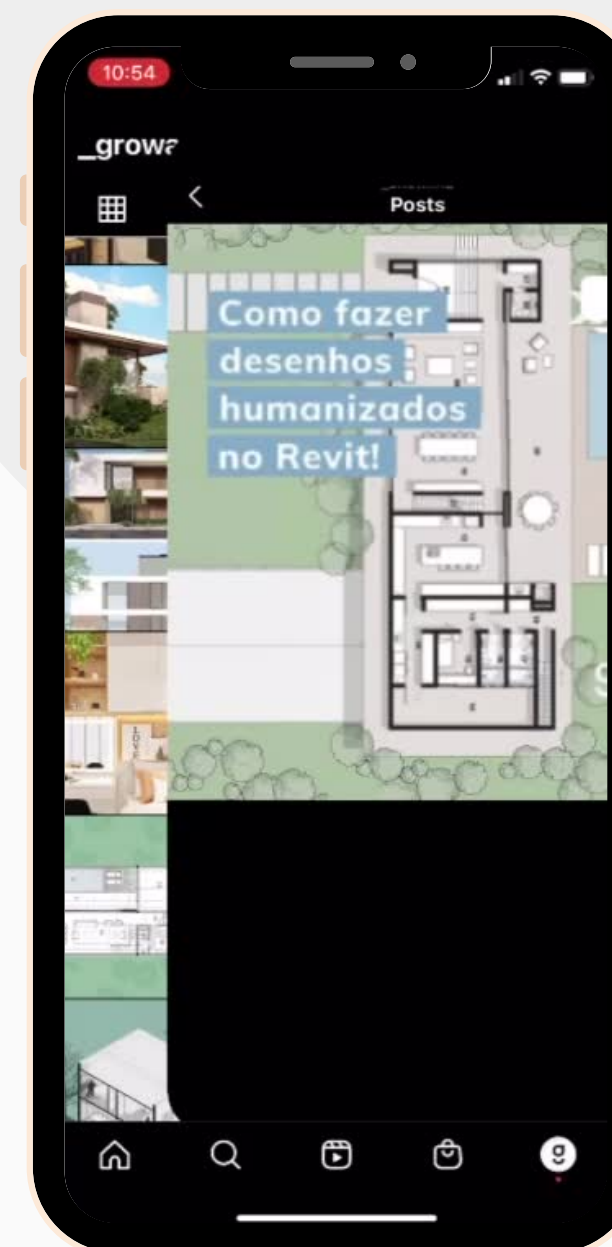 10:54
_growa
Posts
Como fazer
desenhos
humanizados
no Revit!